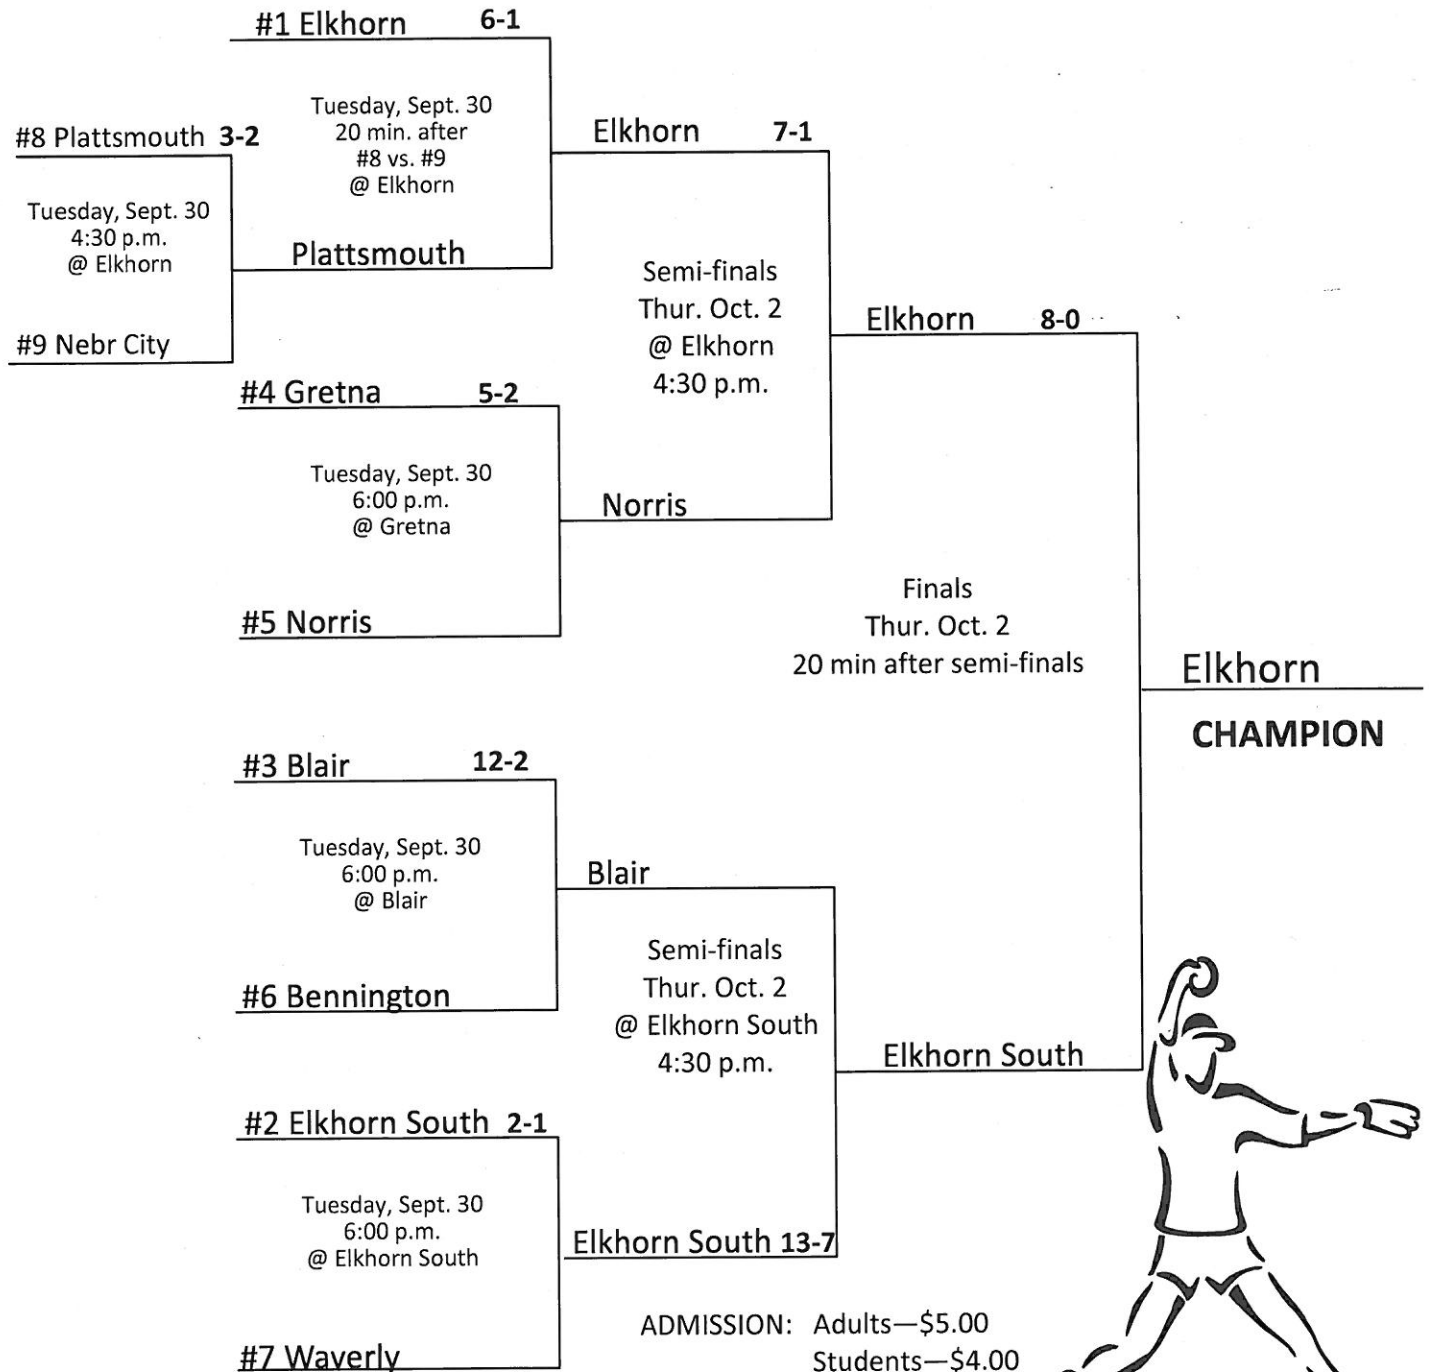 #1 Elkhorn 6-1
Tuesday, Sept. 30
20 min. after
#8 vs. #9
@ Elkhorn
#8 Plattsmouth 3-2
Tuesday, Sept. 30
4:30 p.m.
@ Elkhorn
#9 Nebr City
Plattsmouth
Elkhorn 7-1
Semi-finals
Thur. Oct. 2
@ Elkhorn
4:30 p.m.
#4 Gretna 5-2
Tuesday, Sept. 30
6:00 p.m.
@ Gretna
#5 Norris
Norris
Elkhorn 8-0
Finals
Thur. Oct. 2
20 min after semi-finals
Elkhorn
CHAMPION
#3 Blair 12-2
Tuesday, Sept. 30
6:00 p.m.
@ Blair
#6 Bennington
Blair
Semi-finals
Thur. Oct. 2
@ Elkhorn South
4:30 p.m.
Elkhorn South
#2 Elkhorn South 2-1
Tuesday, Sept. 30
6:00 p.m.
@ Elkhorn South
#7 Waverly
Elkhorn South 13-7
ADMISSION: Adults—$5.00
Students—$4.00